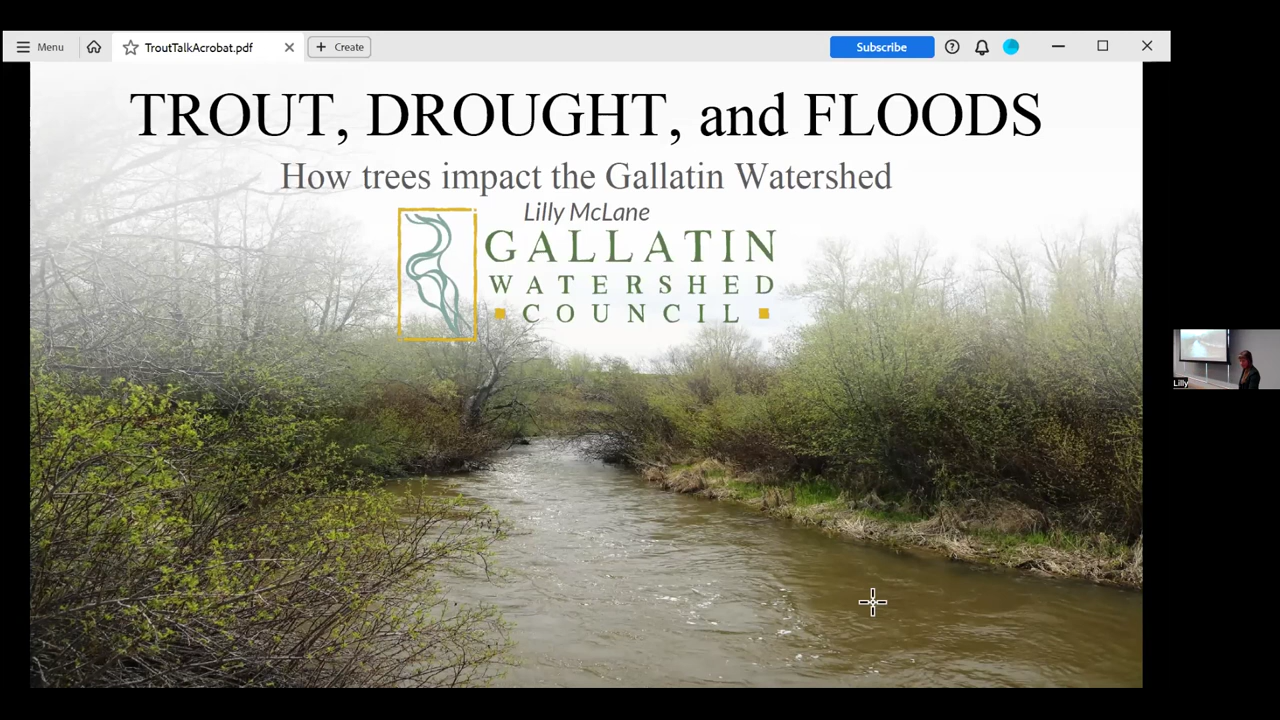 Menu
TroutTalkAcrobat.pdf
Create
Subscribe
TROUT, DROUGHT, and FLOODS
How trees impact the Gallatin Watershed
Lilly McLane
GALLATIN
WATERSHED
COUNCIL
Lilly